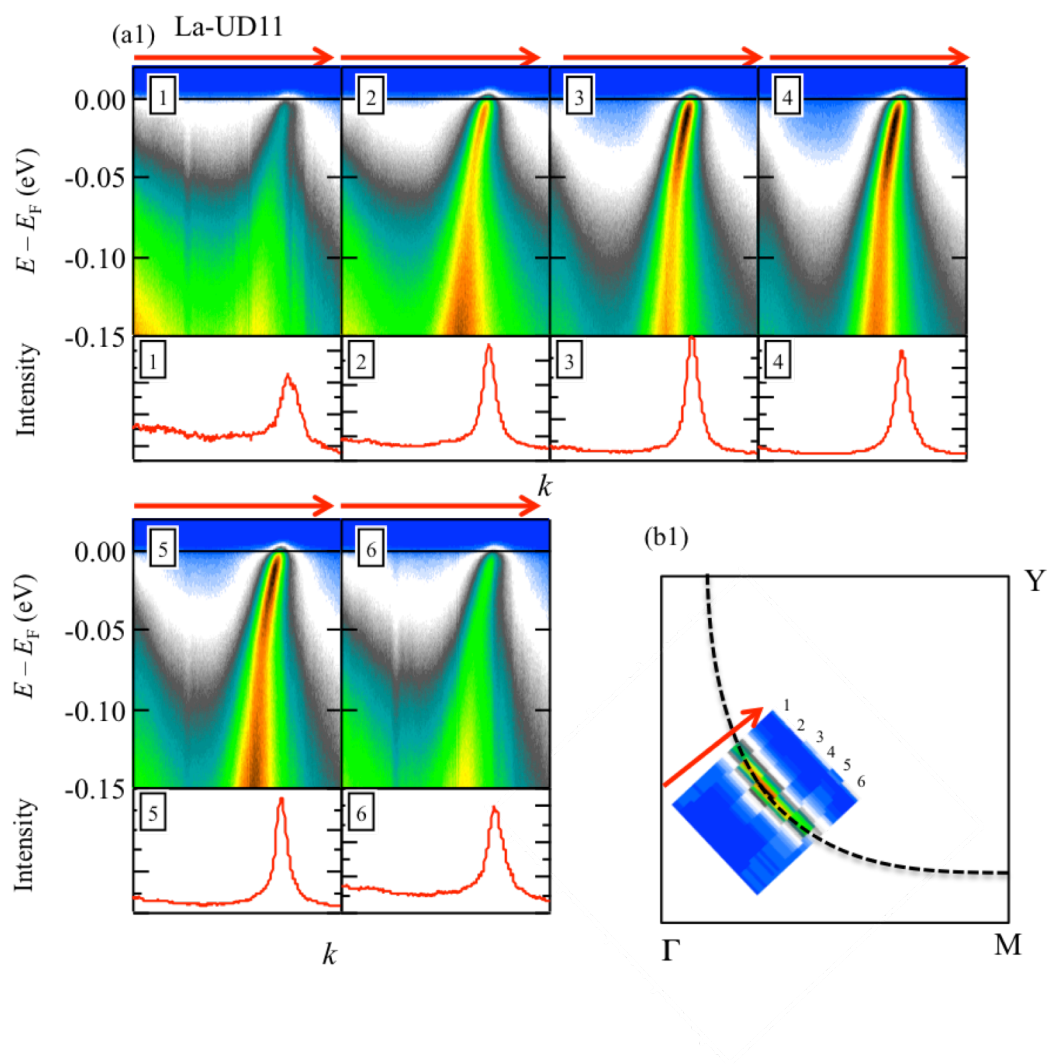 (a1) La-UD11
1 2 3 4
0.00
-0.05
-0.10
-0.15
E – E_F (eV)
1 2 3 4
Intensity
k
5 6
0.00
-0.05
-0.10
-0.15
E – E_F (eV)
5 6
Intensity
k
(b1)
Y
1
2
3
4
5
6
Γ M